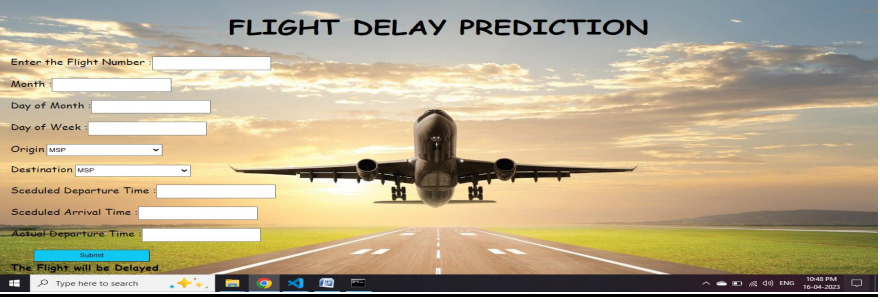 FLIGHT DELAY PREDICTION
Enter the Flight Number :
Month :
Day of Month :
Day of Week :
Origin MSP
Destination MSP
Sceduled Departure Time :
Sceduled Arrival Time :
Actual Departure Time :
Submit
The Flight will be Delayed
Type here to search
ENG
10:48 PM
16-04-2023